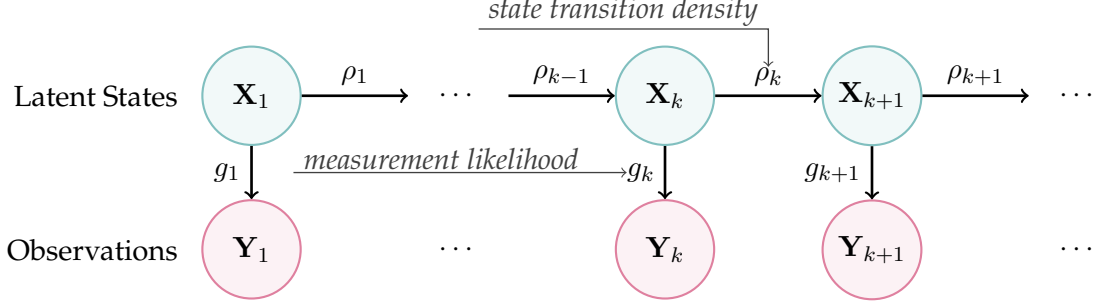 state transition density
Latent States X₁ ρ₁ ⋯ ρₖ₋₁ Xₖ ρₖ Xₖ₊₁ ρₖ₊₁ ⋯
g₁ measurement likelihood gₖ gₖ₊₁
Observations Y₁ ⋯ Yₖ Yₖ₊₁ ⋯